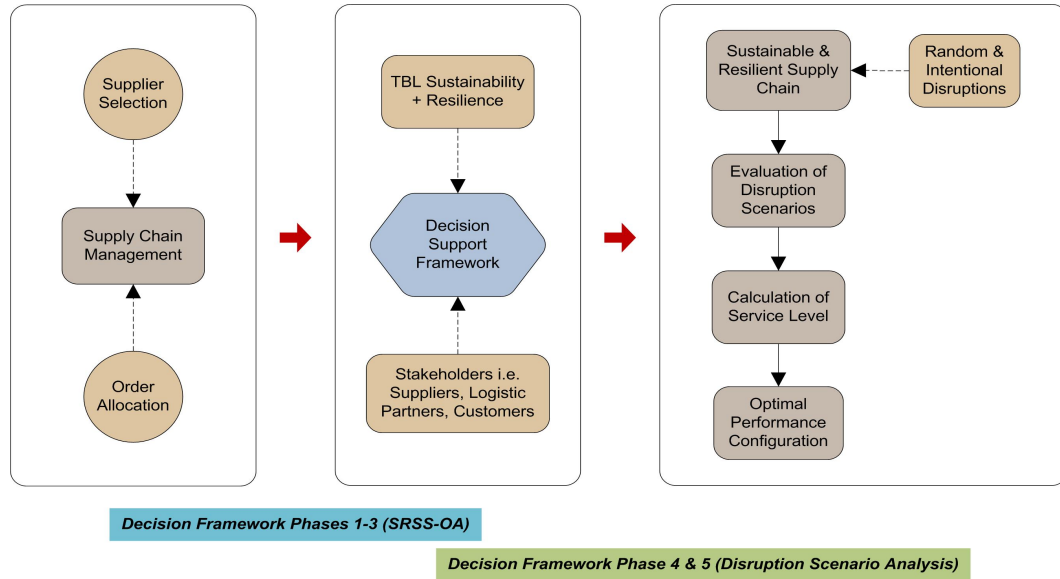 Supplier
Selection
Supply Chain
Management
Order
Allocation
TBL Sustainability
+ Resilience
Decision
Support
Framework
Stakeholders i.e.
Suppliers, Logistic
Partners, Customers
Sustainable &
Resilient Supply
Chain
Random &
Intentional
Disruptions
Evaluation of
Disruption
Scenarios
Calculation of
Service Level
Optimal
Performance
Configuration
Decision Framework Phases 1-3 (SRSS-OA)
Decision Framework Phase 4 & 5 (Disruption Scenario Analysis)